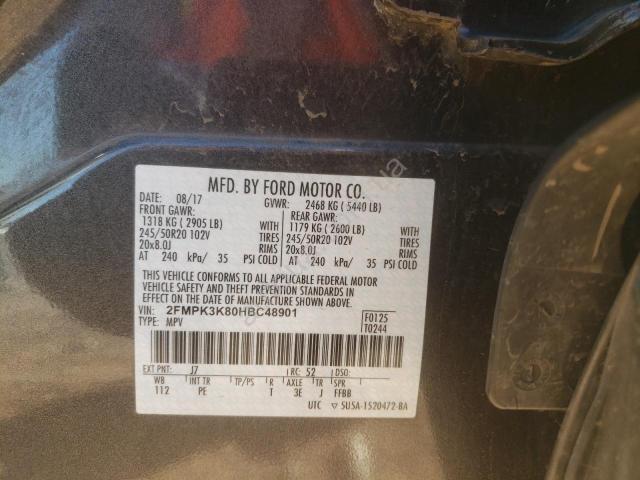 MFD. BY FORD MOTOR CO.
DATE: 08/17 GVWR: 2468 KG ( 5440 LB)
FRONT GAWR: REAR GAWR:
1318 KG ( 2905 LB) WITH 1179 KG ( 2600 LB) WITH
245/50R20 102V TIRES 245/50R20 102V TIRES
20x8.0J RIMS 20x8.0J RIMS
AT 240 kPa/ 35 PSI COLD AT 240 kPa/ 35 PSI COLD
THIS VEHICLE CONFORMS TO ALL APPLICABLE FEDERAL MOTOR
VEHICLE SAFETY AND THEFT PREVENTION STANDARDS IN EFFECT
ON THE DATE OF MANUFACTURE SHOWN ABOVE.
VIN: 2FMPK3K80HBC48901 F0125
TYPE: MPV T0244
EXT PNT: J7 RC: 52 DSO:
WB INT TR TP/PS R AXLE TR SPR
112 PE T 3E J FFBB
UTC ▽ 5U5A-1520472-BA